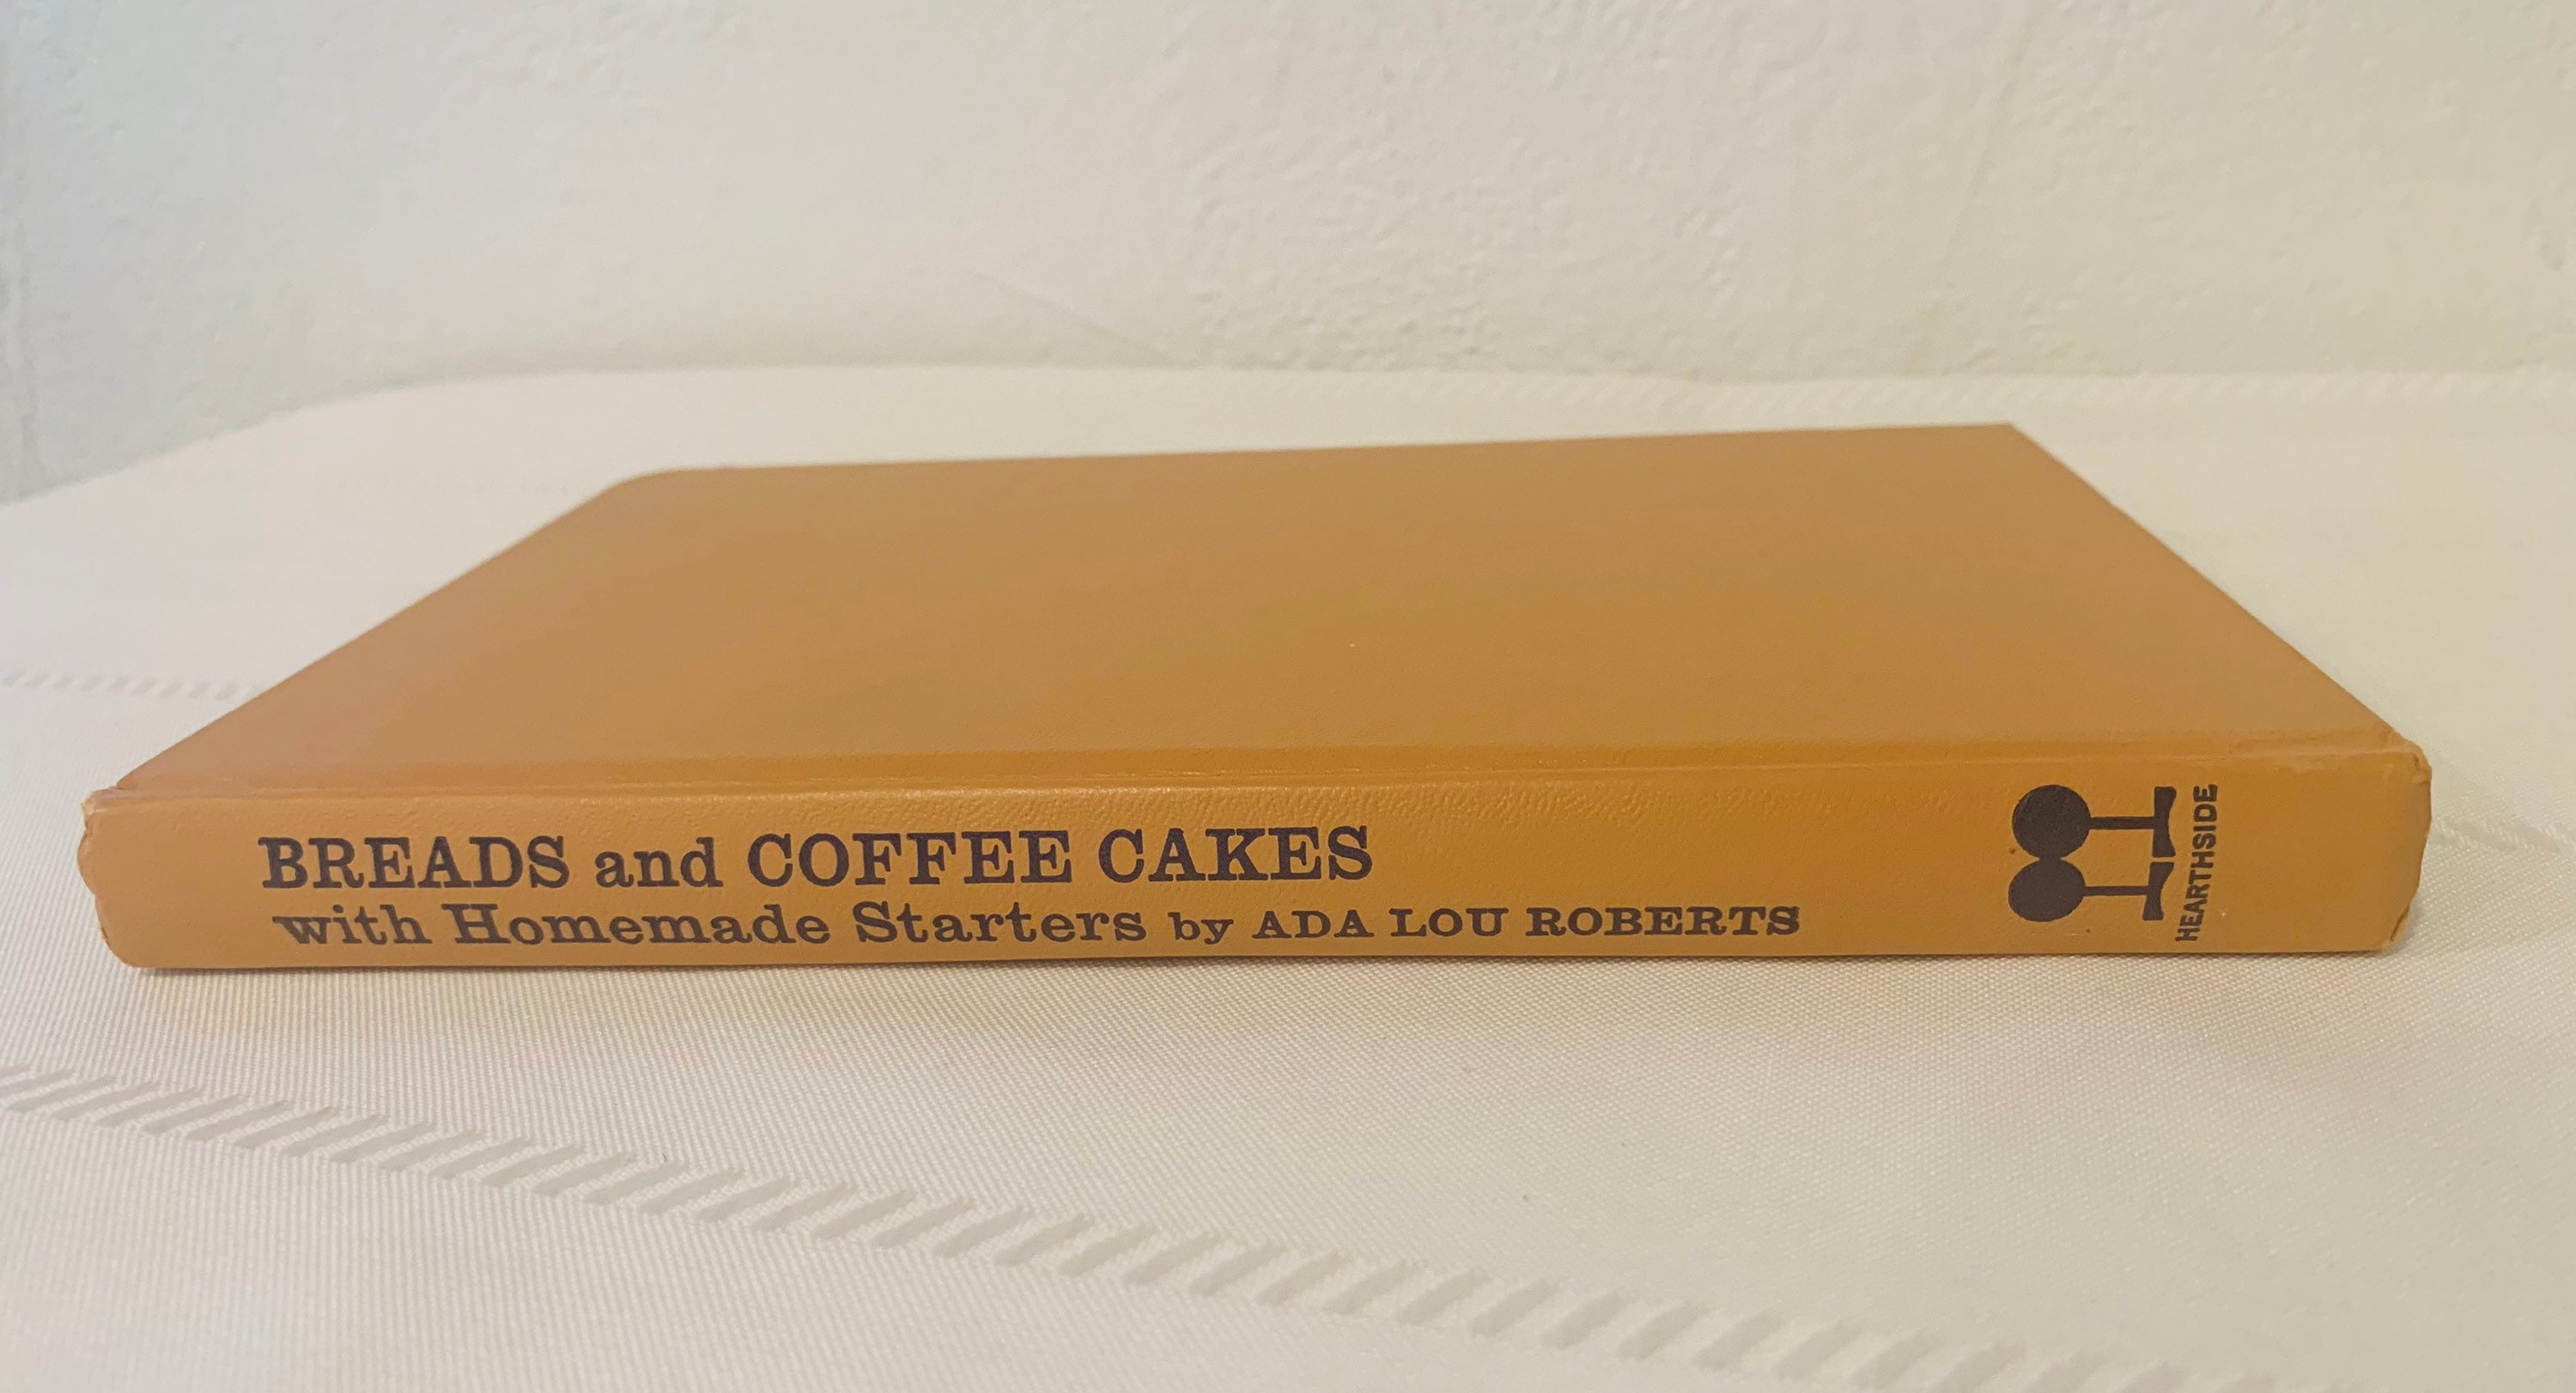 BREADS and COFFEE CAKES
with Homemade Starters by ADA LOU ROBERTS
HEARTHSIDE